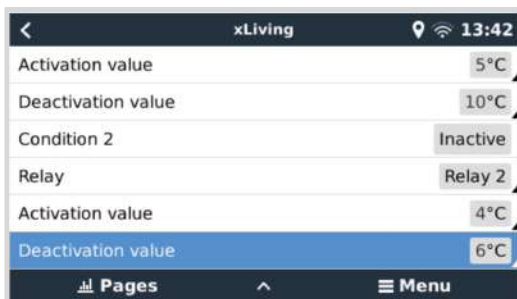 xLiving 13:42
Activation value 5°C
Deactivation value 10°C
Condition 2 Inactive
Relay Relay 2
Activation value 4°C
Deactivation value 6°C
Pages Menu